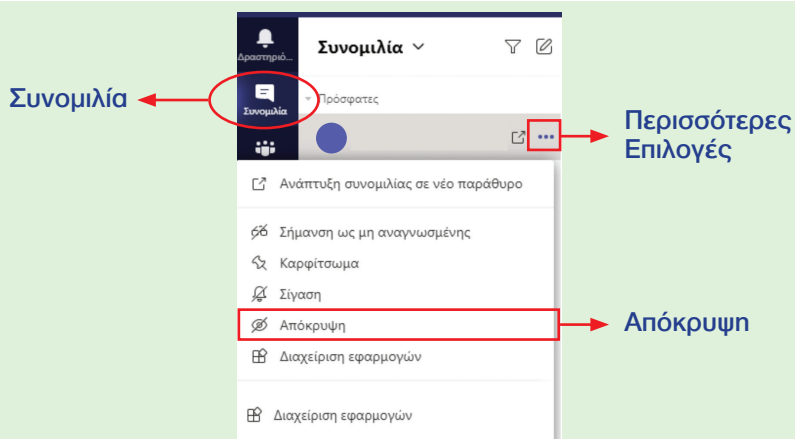 Δραστηριό...
Συνομιλία
Συνομιλία
Συνομιλία
Πρόσφατες
Περισσότερες
Επιλογές
Ανάπτυξη συνομιλίας σε νέο παράθυρο
Σήμανση ως μη αναγνωσμένης
Καρφίτσωμα
Σίγαση
Απόκρυψη
Απόκρυψη
Διαχείριση εφαρμογών
Διαχείριση εφαρμογών